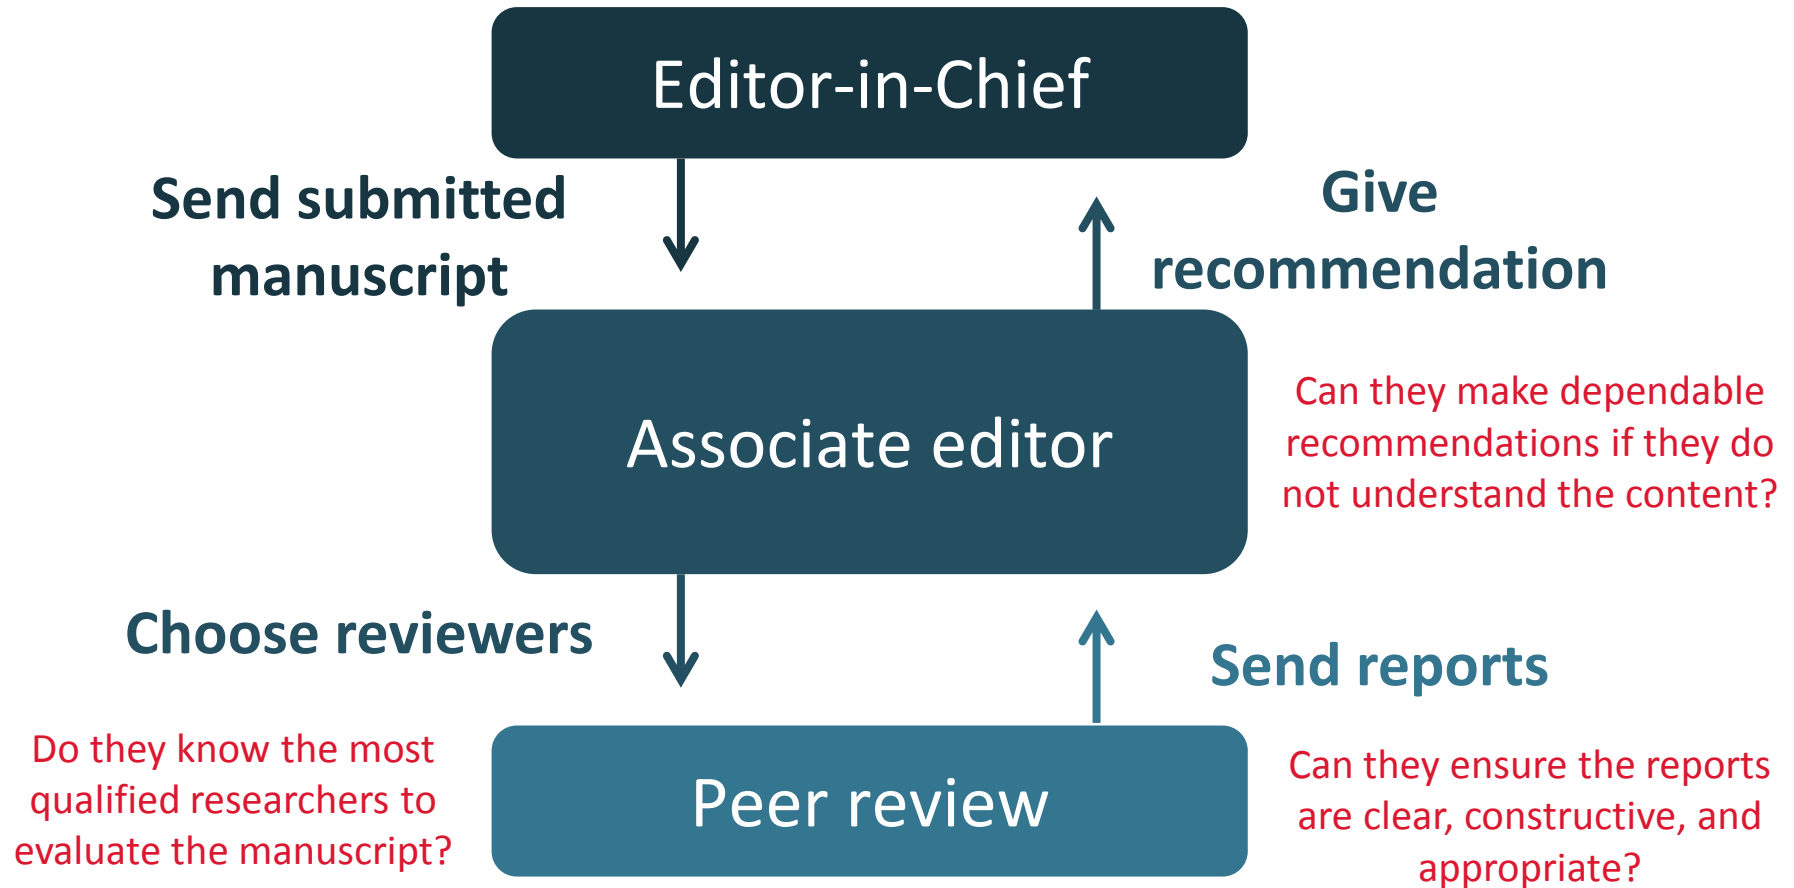 Editor-in-Chief
Send submitted
manuscript
Give
recommendation
Associate editor
Can they make dependable
recommendations if they do
not understand the content?
Choose reviewers
Send reports
Do they know the most
qualified researchers to
evaluate the manuscript?
Peer review
Can they ensure the reports
are clear, constructive, and
appropriate?